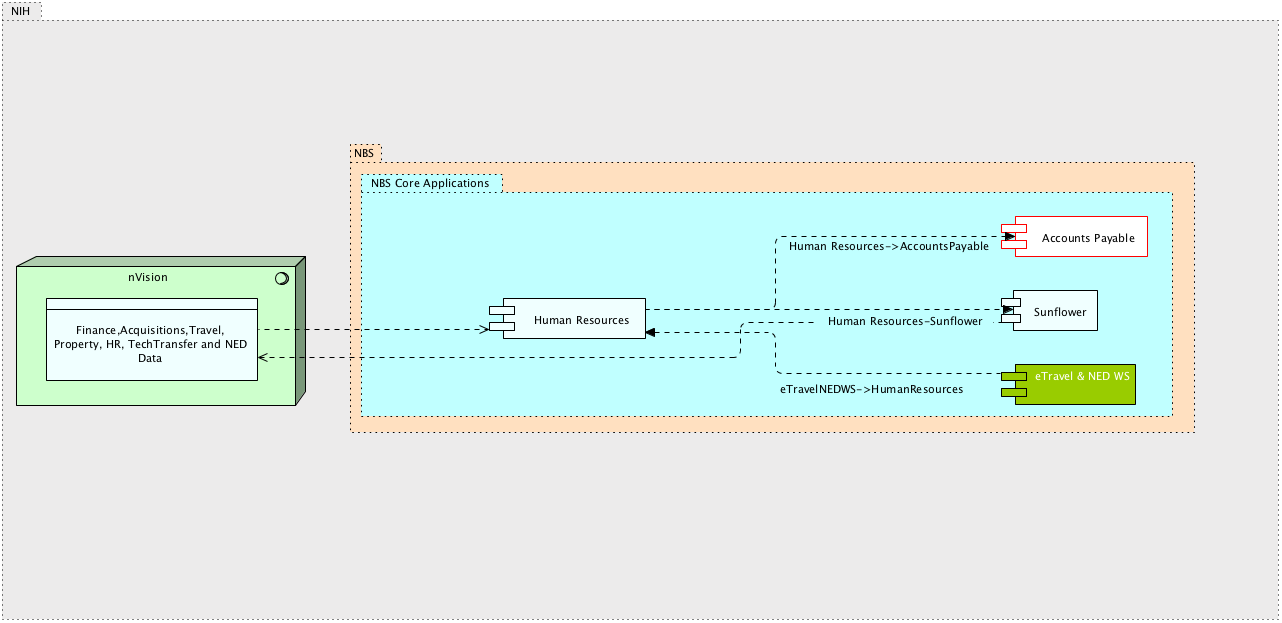 NIH
NBS
NBS Core Applications
Human Resources->AccountsPayable
Accounts Payable
nVision
Finance,Acquisitions,Travel,
Property, HR, TechTransfer and NED
Data
Human Resources
Human Resources-Sunflower
Sunflower
eTravel & NED WS
eTravelNEDWS->HumanResources